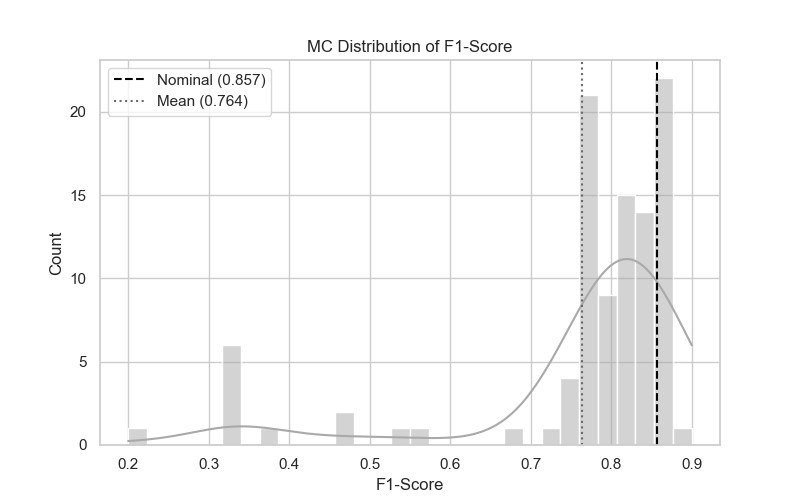 MC Distribution of F1-Score
Nominal (0.857)
Mean (0.764)
20
15
10
5
0
Count
0.2 0.3 0.4 0.5 0.6 0.7 0.8 0.9
F1-Score